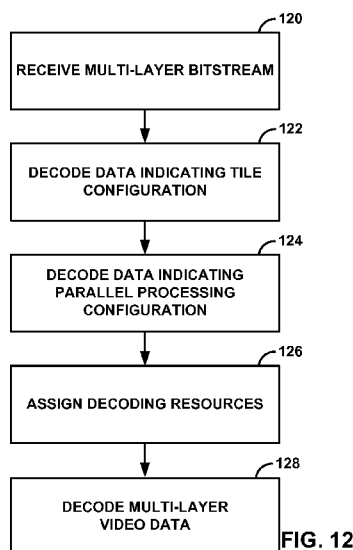 120
RECEIVE MULTI-LAYER BITSTREAM
122
DECODE DATA INDICATING TILE
CONFIGURATION
124
DECODE DATA INDICATING
PARALLEL PROCESSING
CONFIGURATION
126
ASSIGN DECODING RESOURCES
128
DECODE MULTI-LAYER
VIDEO DATA
FIG. 12